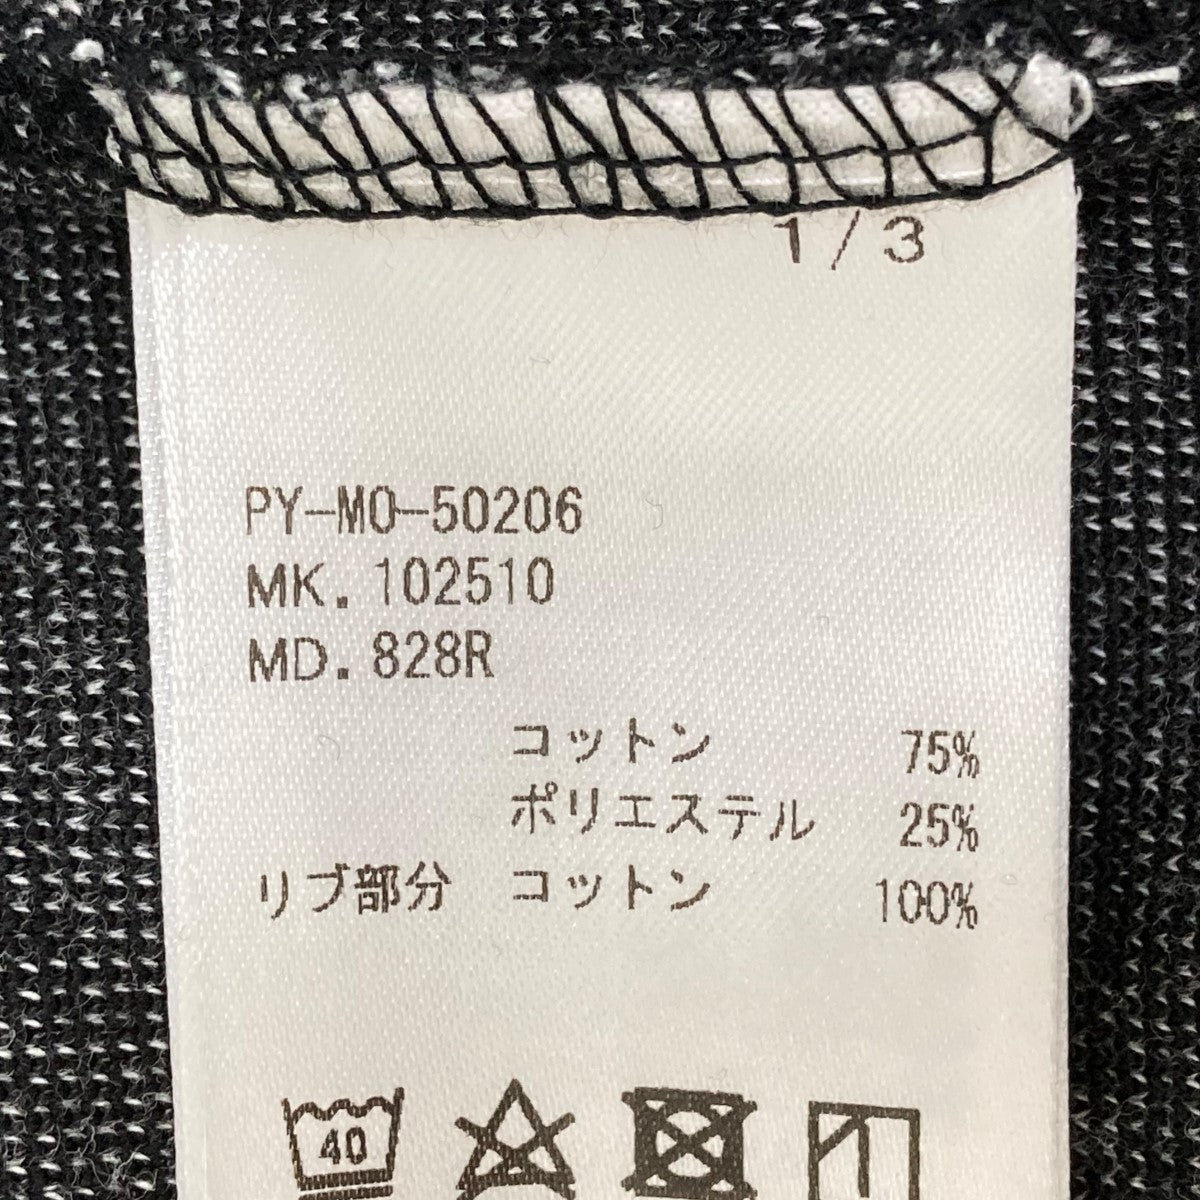 1/3
PY-MO-50206
MK. 102510
MD. 828R
コットン 75%
ポリエステル 25%
リブ部分 コットン 100%
40